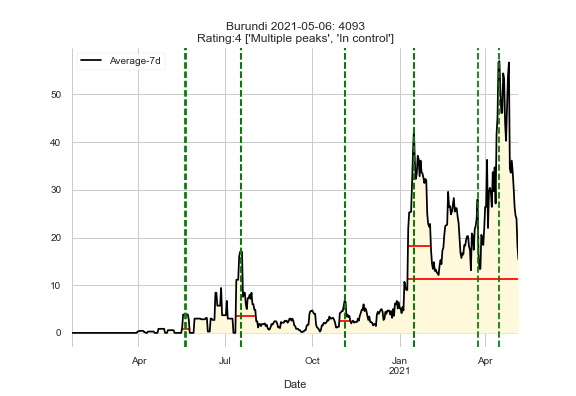 Burundi 2021-05-06: 4093
Rating:4 ['Multiple peaks', 'In control']
Average-7d
50
40
30
20
10
0
Apr
Jul
Oct
Jan
2021
Apr
Date